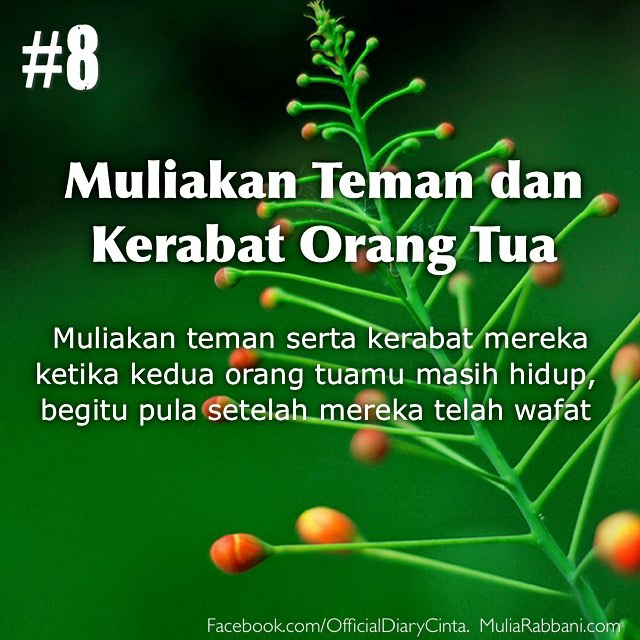 #8
Muliakan Teman dan
Kerabat Orang Tua
Muliakan teman serta kerabat mereka
ketika kedua orang tuamu masih hidup,
begitu pula setelah mereka telah wafat
Facebook.com/OfficialDiaryCinta. MuliaRabbani.com